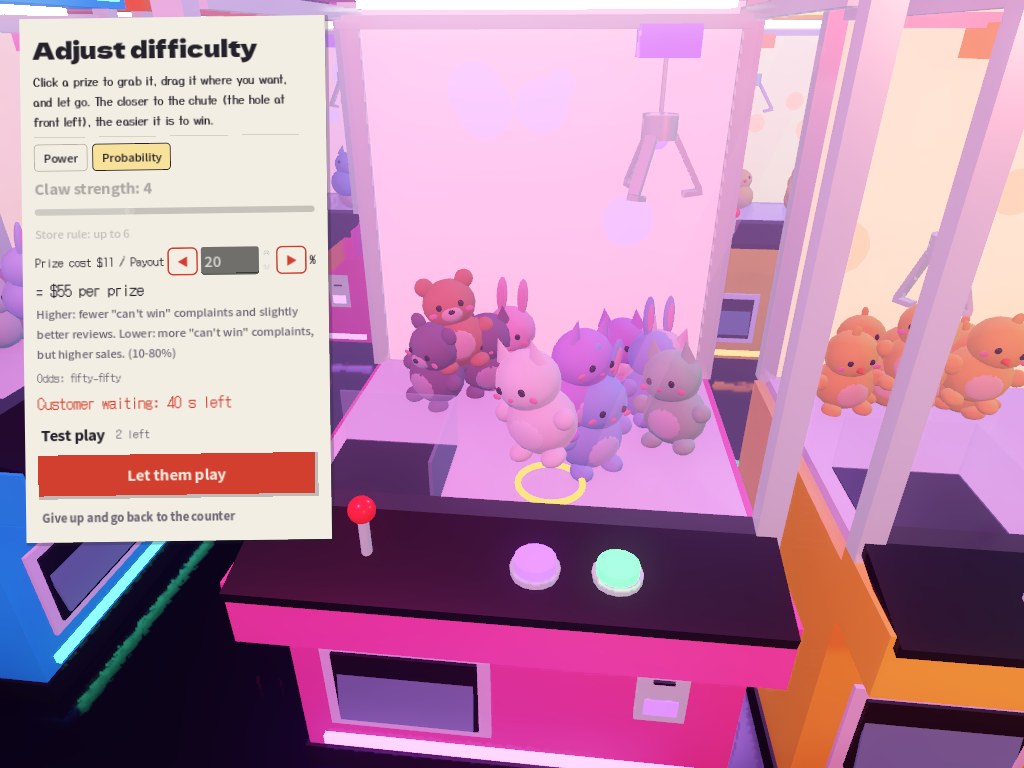 Adjust difficulty
Click a prize to grab it, drag it where you want,
and let go. The closer to the chute (the hole at
front left), the easier it is to win.
Power
Probability
Claw strength: 4
Store rule: up to 6
Prize cost $11 / Payout ◀ 20 ▶ %
= $55 per prize
Higher: fewer "can't win" complaints and slightly
better reviews. Lower: more "can't win" complaints,
but higher sales. (10-80%)
Odds: fifty-fifty
Customer waiting: 40 s left
Test play 2 left
Let them play
Give up and go back to the counter